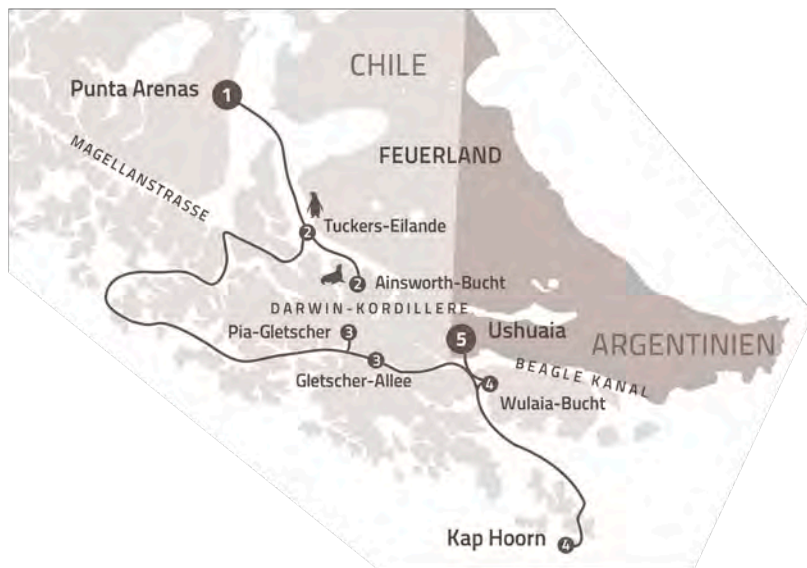 CHILE
Punta Arenas
1
MAGELLANSTRASSE
FEUERLAND
2
Tuckers-Eilande
2
Ainsworth-Bucht
DARWIN-KORDILLERE
Pia-Gletscher
3
5
Ushuaia
ARGENTINIEN
3
Gletscher-Allee
BEAGLE KANAL
4
Wulaia-Bucht
Kap Hoorn
4